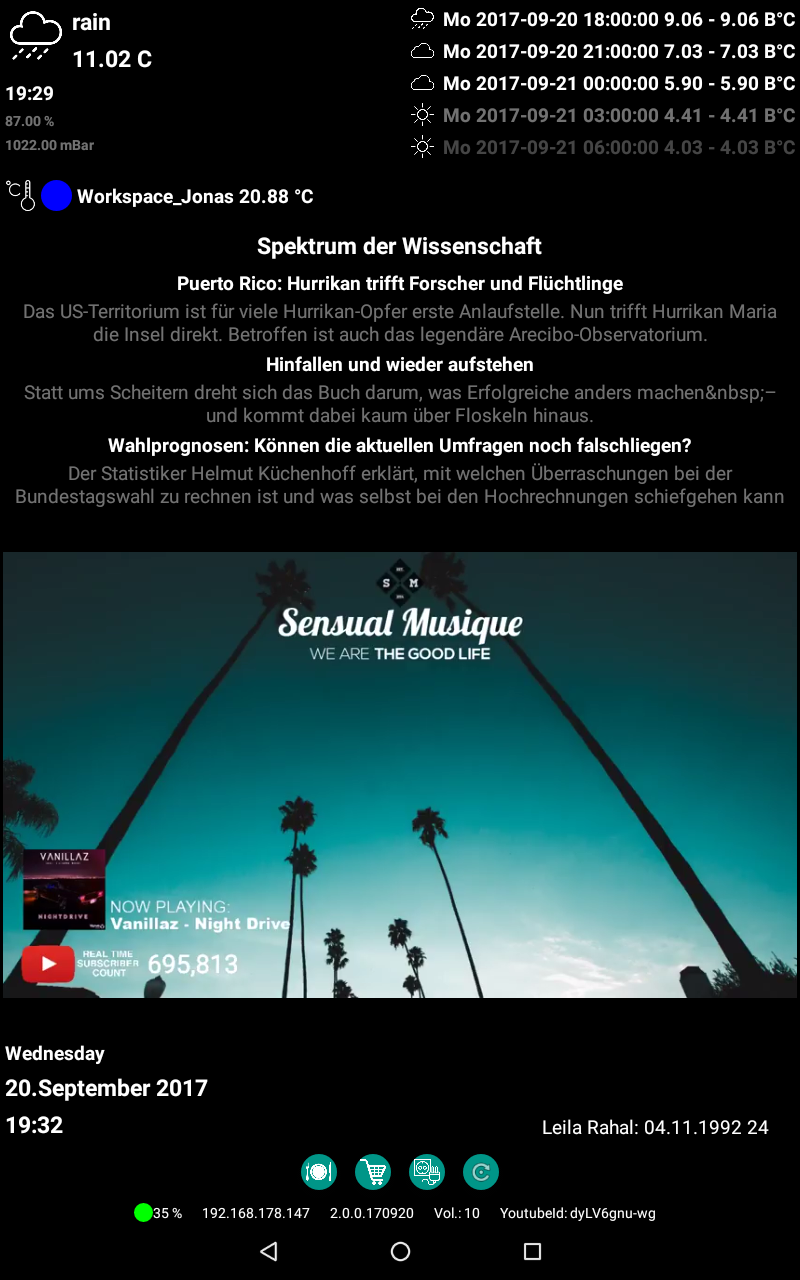 rain
11.02 C
19:29
87.00 %
1022.00 mBar
Mo 2017-09-20 18:00:00 9.06 - 9.06 B°C
Mo 2017-09-20 21:00:00 7.03 - 7.03 B°C
Mo 2017-09-21 00:00:00 5.90 - 5.90 B°C
Mo 2017-09-21 03:00:00 4.41 - 4.41 B°C
Mo 2017-09-21 06:00:00 4.03 - 4.03 B°C
°C
Workspace_Jonas 20.88 °C
Spektrum der Wissenschaft
Puerto Rico: Hurrikan trifft Forscher und Flüchtlinge
Das US-Territorium ist für viele Hurrikan-Opfer erste Anlaufstelle. Nun trifft Hurrikan Maria
die Insel direkt. Betroffen ist auch das legendäre Arecibo-Observatorium.
Hinfallen und wieder aufstehen
Statt ums Scheitern dreht sich das Buch darum, was Erfolgreiche anders machen&nbsp;–
und kommt dabei kaum über Floskeln hinaus.
Wahlprognosen: Können die aktuellen Umfragen noch falschliegen?
Der Statistiker Helmut Küchenhoff erklärt, mit welchen Überraschungen bei der
Bundestagswahl zu rechnen ist und was selbst bei den Hochrechnungen schiefgehen kann
S M
Sensual Musique
WE ARE THE GOOD LIFE
VANILLAZ
NIGHTDRIVE
NOW PLAYING:
Vanillaz - Night Drive
REAL TIME
SUBSCRIBER
COUNT
695,813
Wednesday
20.September 2017
19:32
Leila Rahal: 04.11.1992 24
35 % 192.168.178.147 2.0.0.170920 Vol.: 10 YoutubeId: dyLV6gnu-wg